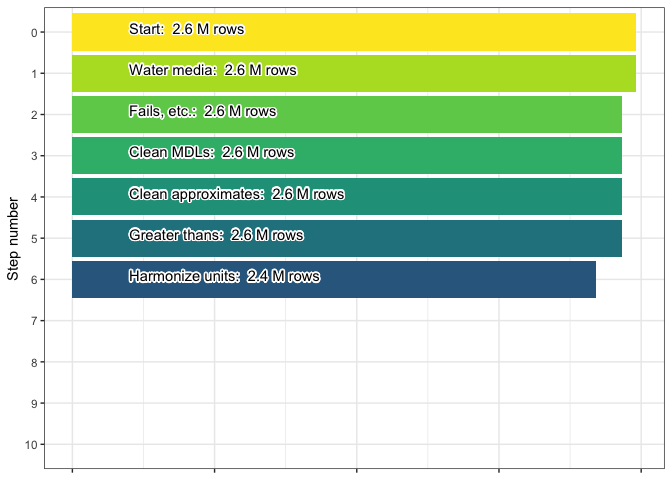 Step number
0
Start:  2.6 M rows
1
Water media:  2.6 M rows
2
Fails, etc.:  2.6 M rows
3
Clean MDLs:  2.6 M rows
4
Clean approximates:  2.6 M rows
5
Greater thans:  2.6 M rows
6
Harmonize units:  2.4 M rows
7
8
9
10